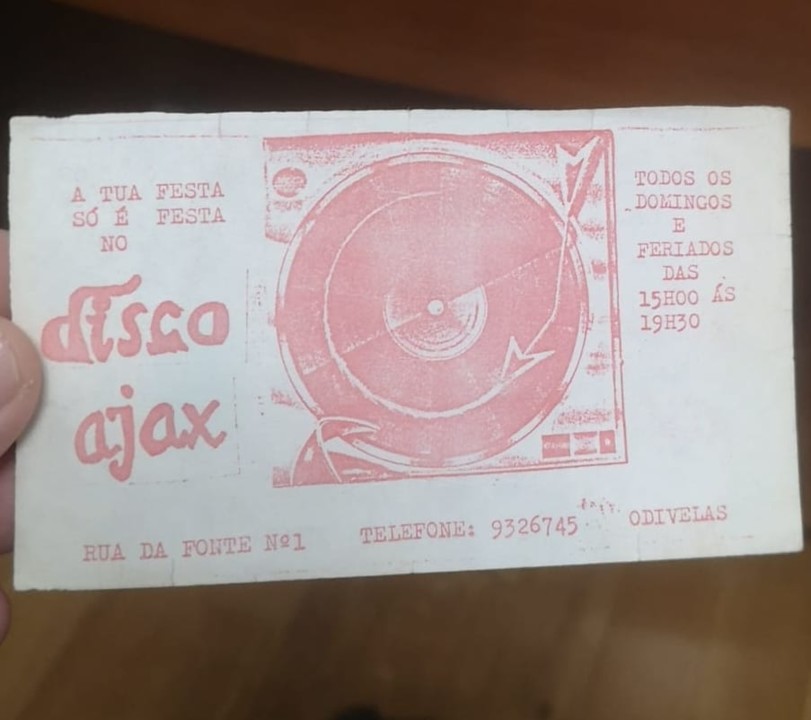 A TUA FESTA
SÓ É FESTA
NO
disco
ajax
TODOS OS
DOMINGOS
E
FERIADOS
DAS
15H00 ÁS
19H30
RUA DA FONTE Nº1 TELEFONE: 9326745 ODIVELAS